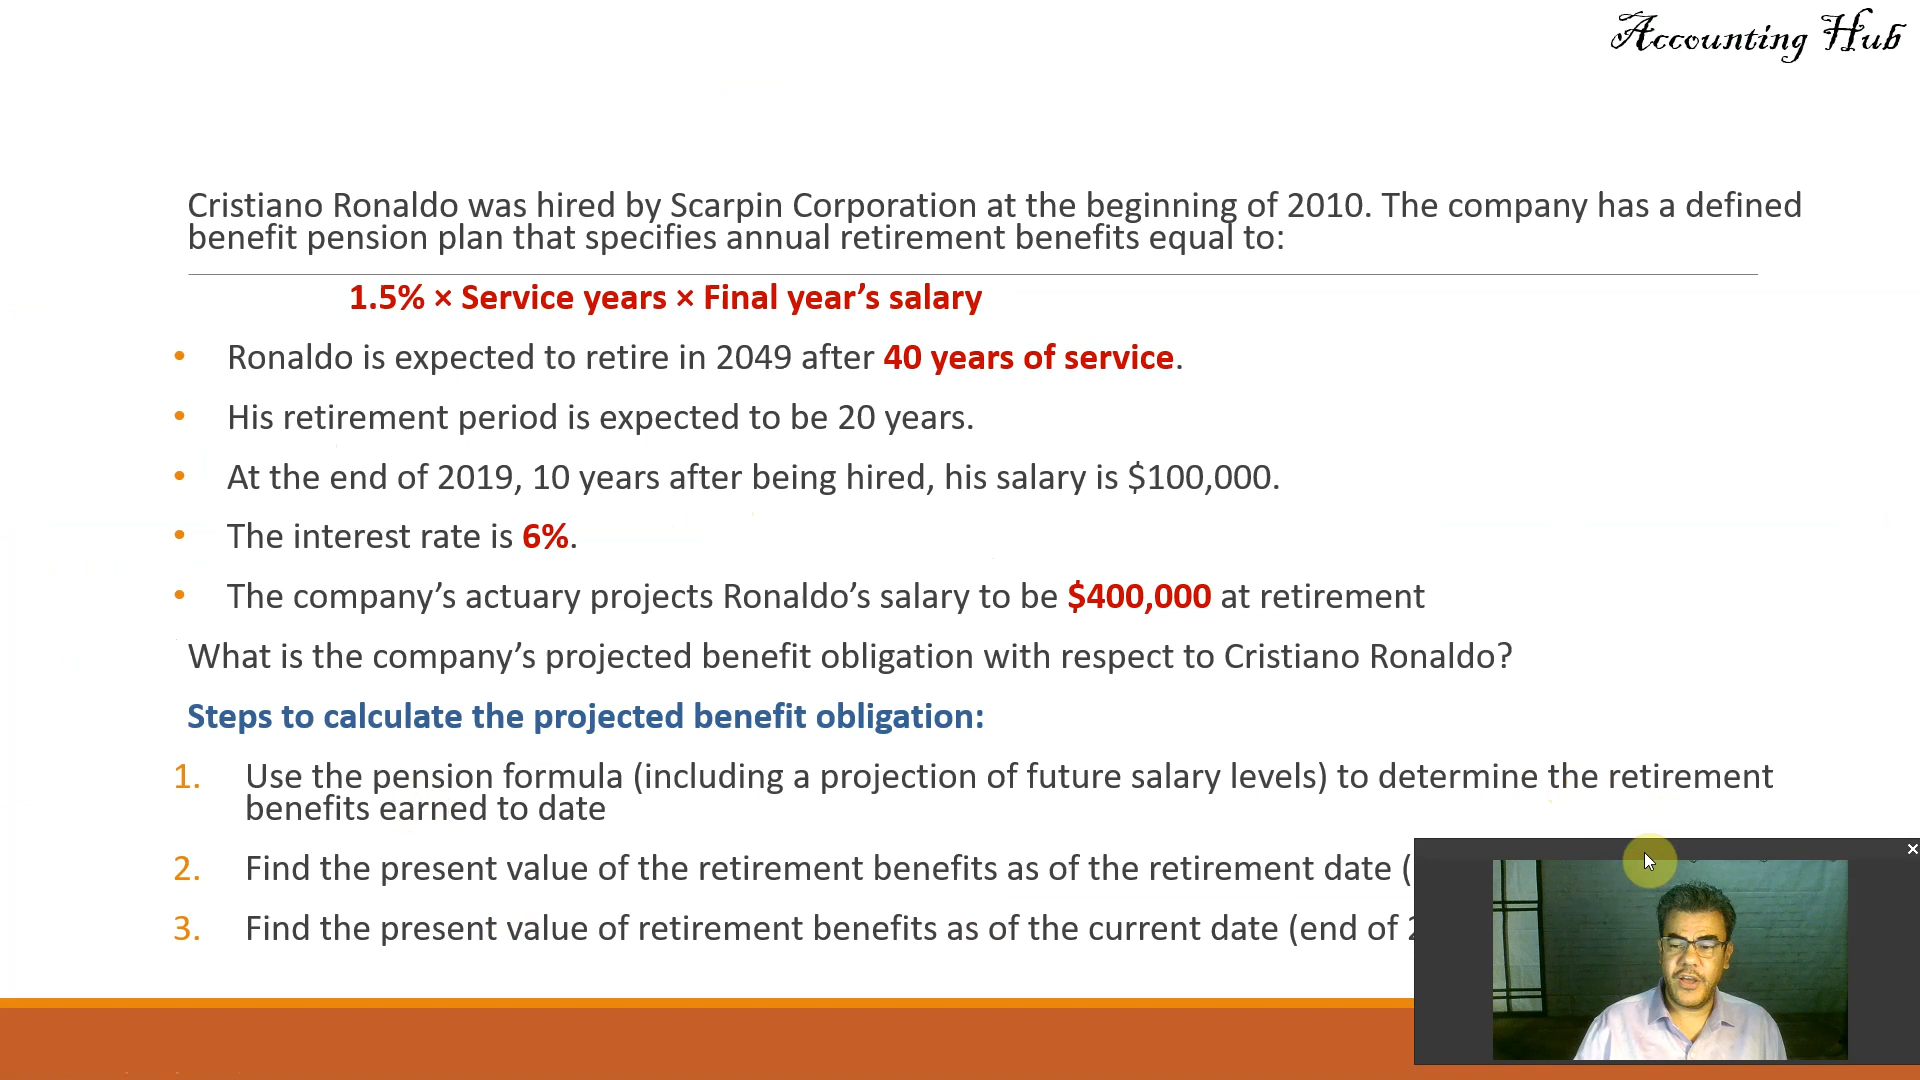 Accounting Hub
Cristiano Ronaldo was hired by Scarpin Corporation at the beginning of 2010. The company has a defined
benefit pension plan that specifies annual retirement benefits equal to:
1.5% × Service years × Final year’s salary
• Ronaldo is expected to retire in 2049 after 40 years of service.
• His retirement period is expected to be 20 years.
• At the end of 2019, 10 years after being hired, his salary is $100,000.
• The interest rate is 6%.
• The company’s actuary projects Ronaldo’s salary to be $400,000 at retirement
What is the company’s projected benefit obligation with respect to Cristiano Ronaldo?
Steps to calculate the projected benefit obligation:
1. Use the pension formula (including a projection of future salary levels) to determine the retirement
benefits earned to date
2. Find the present value of the retirement benefits as of the retirement date (
3. Find the present value of retirement benefits as of the current date (end of